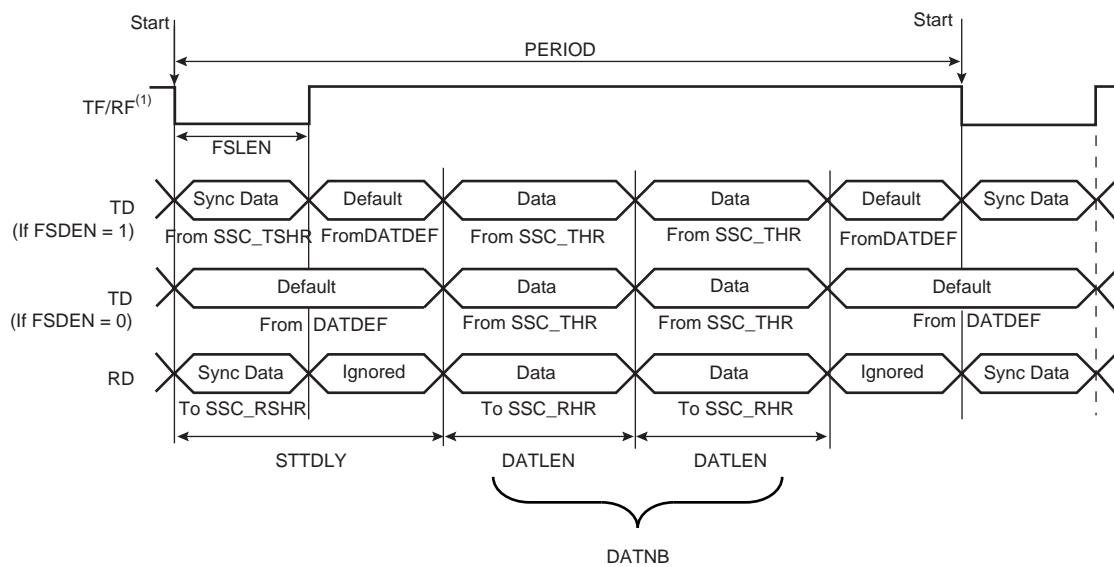 Start
Start
PERIOD
TF/RF(1)
FSLEN
TD
(If FSDEN = 1)
Sync Data
Default
Data
Data
Default
Sync Data
From SSC_TSHR
FromDATDEF
From SSC_THR
From SSC_THR
FromDATDEF
TD
(If FSDEN = 0)
Default
Data
Data
Default
From DATDEF
From SSC_THR
From SSC_THR
From DATDEF
RD
Sync Data
Ignored
Data
Data
Ignored
Sync Data
To SSC_RSHR
To SSC_RHR
To SSC_RHR
STTDLY
DATLEN
DATLEN
DATNB